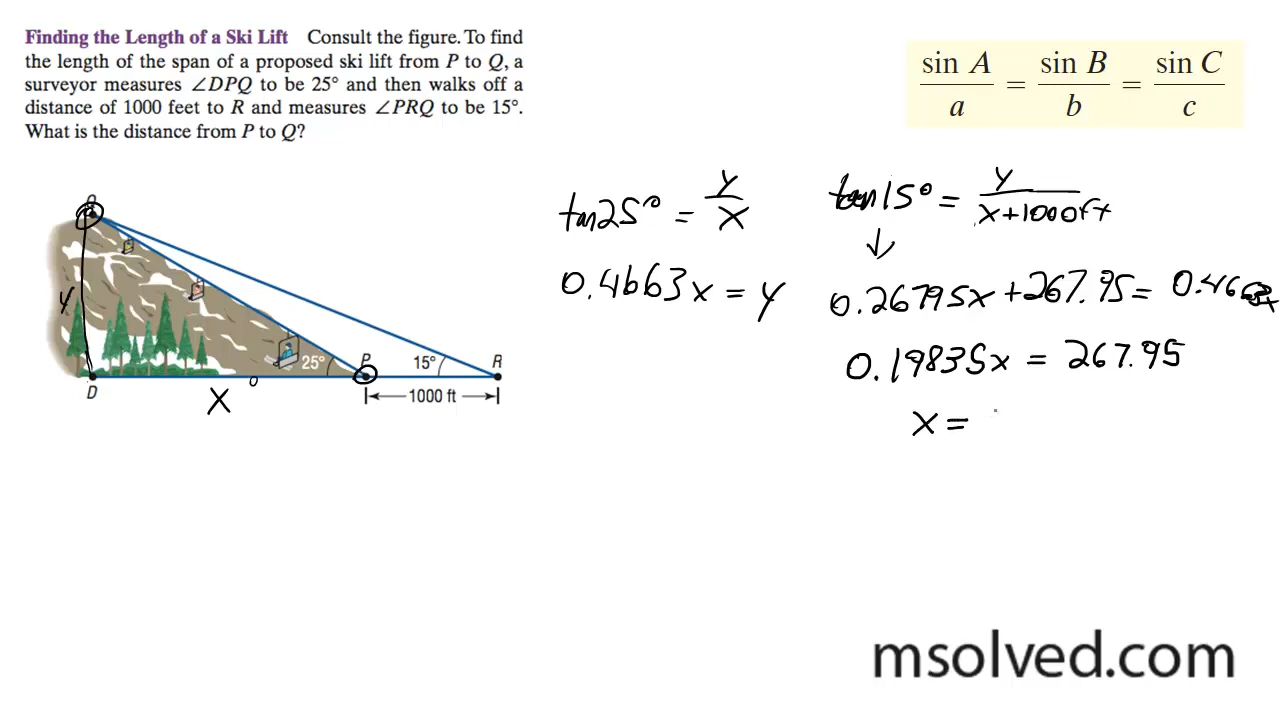 Finding the Length of a Ski Lift Consult the figure. To find
the length of the span of a proposed ski lift from P to Q, a
surveyor measures ∠DPQ to be 25° and then walks off a
distance of 1000 feet to R and measures ∠PRQ to be 15°.
What is the distance from P to Q?
sin A / a = sin B / b = sin C / c
tan25° = y/x
0.4663x = y
tan15° = y/(x+1000ft)
0.26795x + 267.95 = 0.4663x
0.19835x = 267.95
x =
Q
y
25°
P
15°
R
D
x
1000 ft
msolved.com